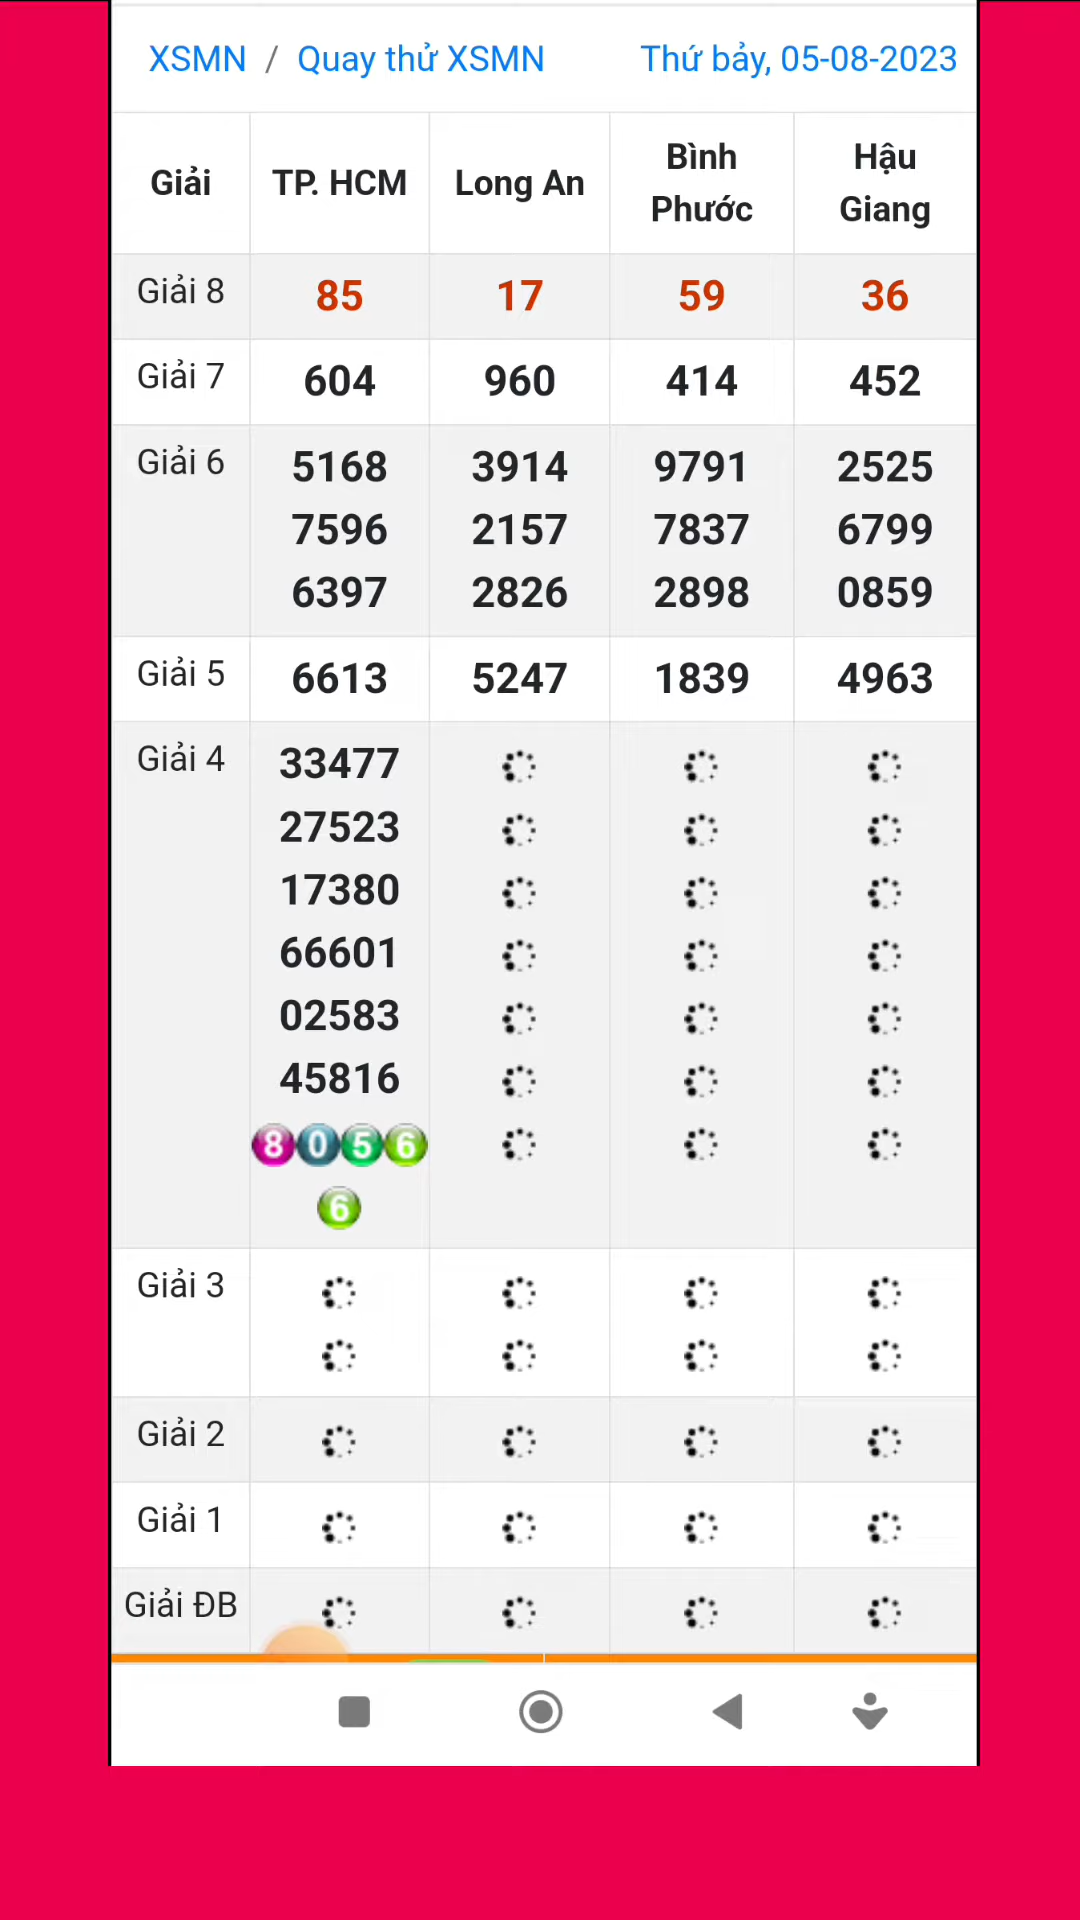 XSMN / Quay thử XSMN Thứ bảy, 05-08-2023
Giải TP. HCM Long An Bình Phước Hậu Giang
Giải 8 85 17 59 36
Giải 7 604 960 414 452
Giải 6 5168 3914 9791 2525
7596 2157 7837 6799
6397 2826 2898 0859
Giải 5 6613 5247 1839 4963
Giải 4 33477
27523
17380
66601
02583
45816
8056
6
Giải 3
Giải 2
Giải 1
Giải ĐB